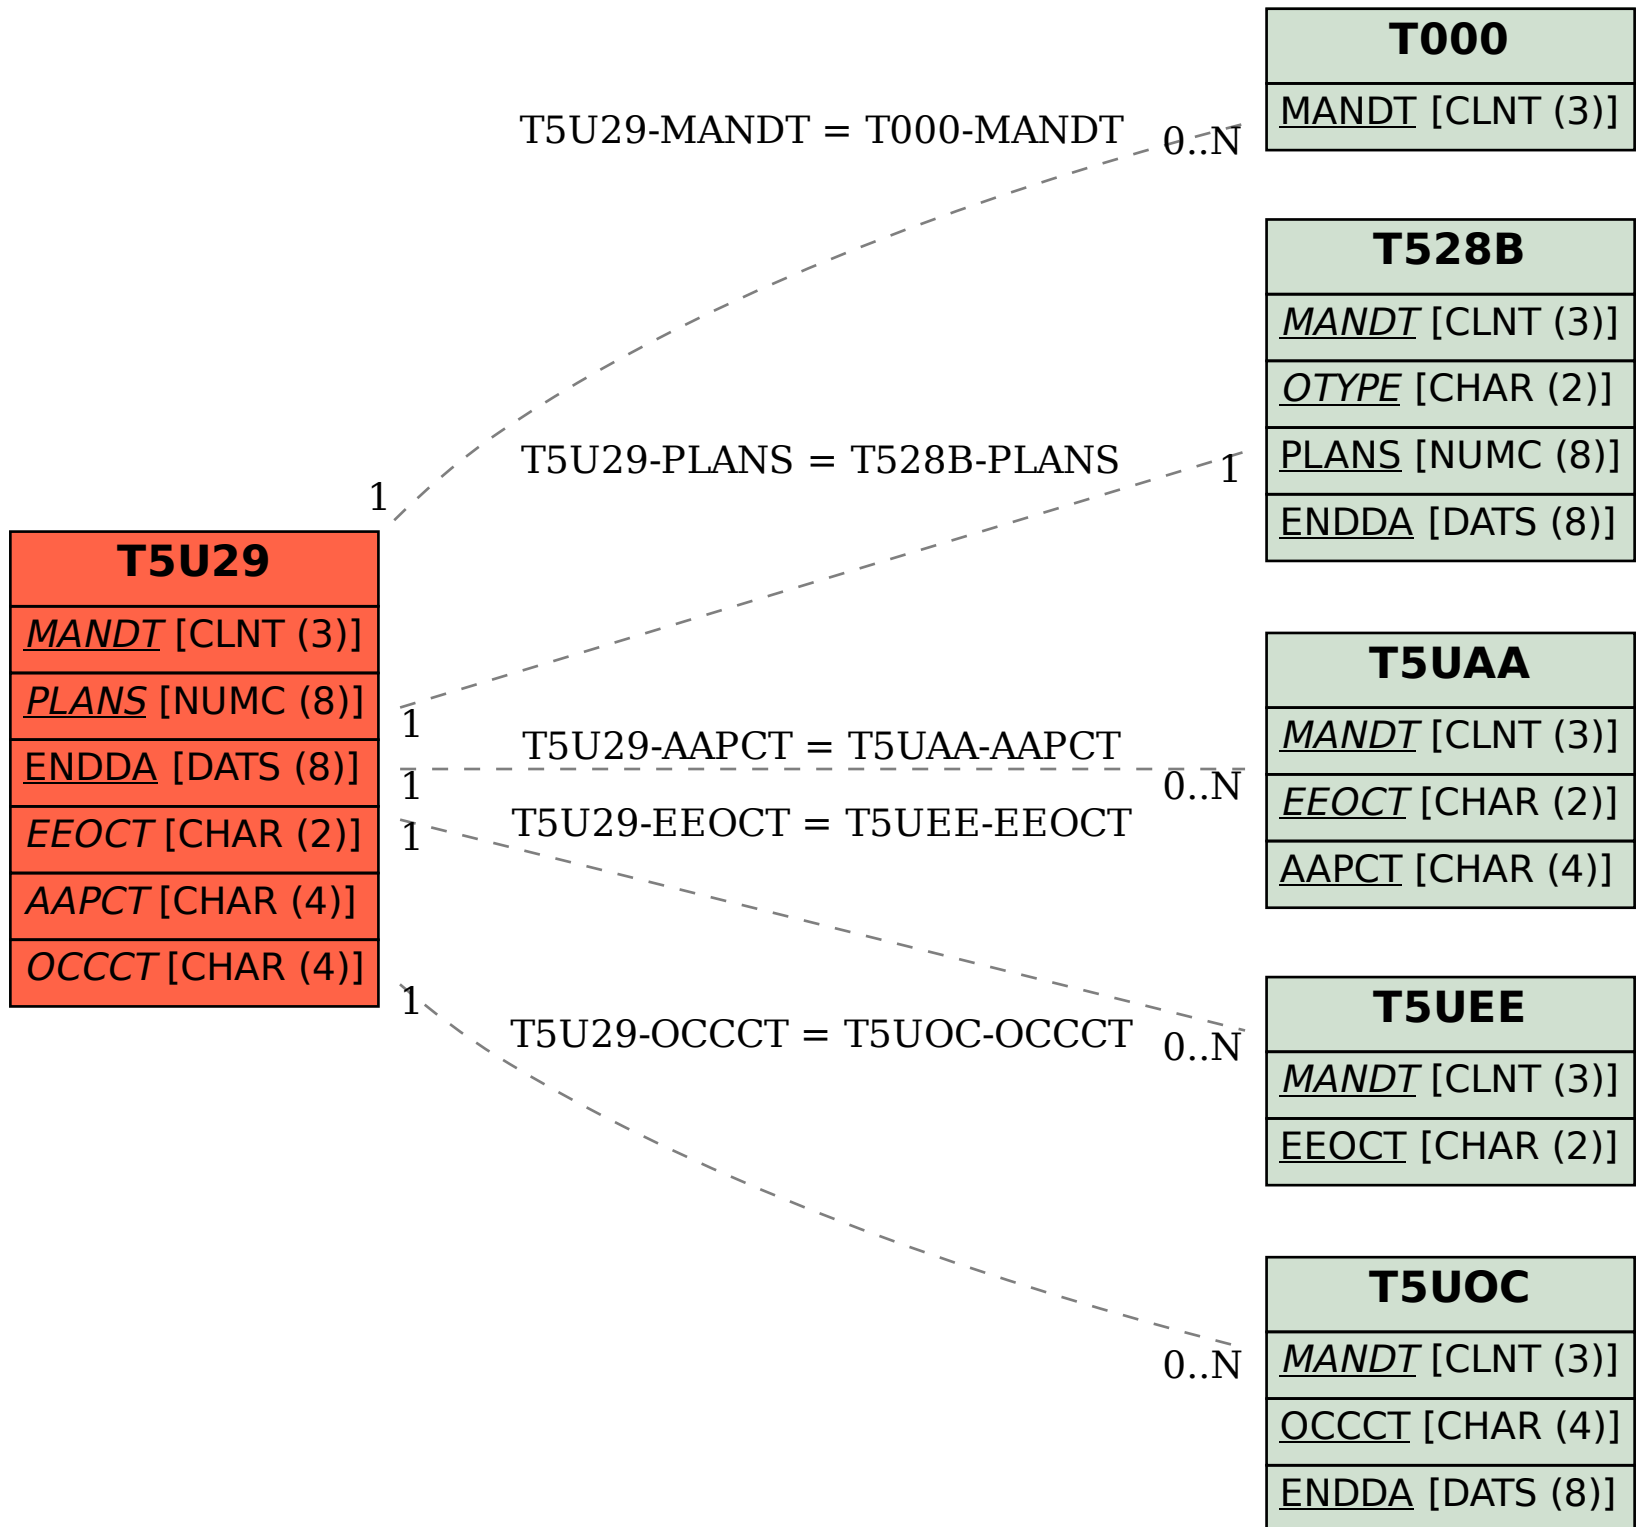 T000
MANDT [CLNT (3)]
T5U29-MANDT = T000-MANDT
0..N
1
T528B
MANDT [CLNT (3)]
OTYPE [CHAR (2)]
PLANS [NUMC (8)]
ENDDA [DATS (8)]
T5U29-PLANS = T528B-PLANS
1
1
T5U29
MANDT [CLNT (3)]
PLANS [NUMC (8)]
ENDDA [DATS (8)]
EEOCT [CHAR (2)]
AAPCT [CHAR (4)]
OCCCT [CHAR (4)]
T5U29-AAPCT = T5UAA-AAPCT
1
0..N
T5UAA
MANDT [CLNT (3)]
EEOCT [CHAR (2)]
AAPCT [CHAR (4)]
T5U29-EEOCT = T5UEE-EEOCT
1
0..N
T5UEE
MANDT [CLNT (3)]
EEOCT [CHAR (2)]
T5U29-OCCCT = T5UOC-OCCCT
1
0..N
T5UOC
MANDT [CLNT (3)]
OCCCT [CHAR (4)]
ENDDA [DATS (8)]